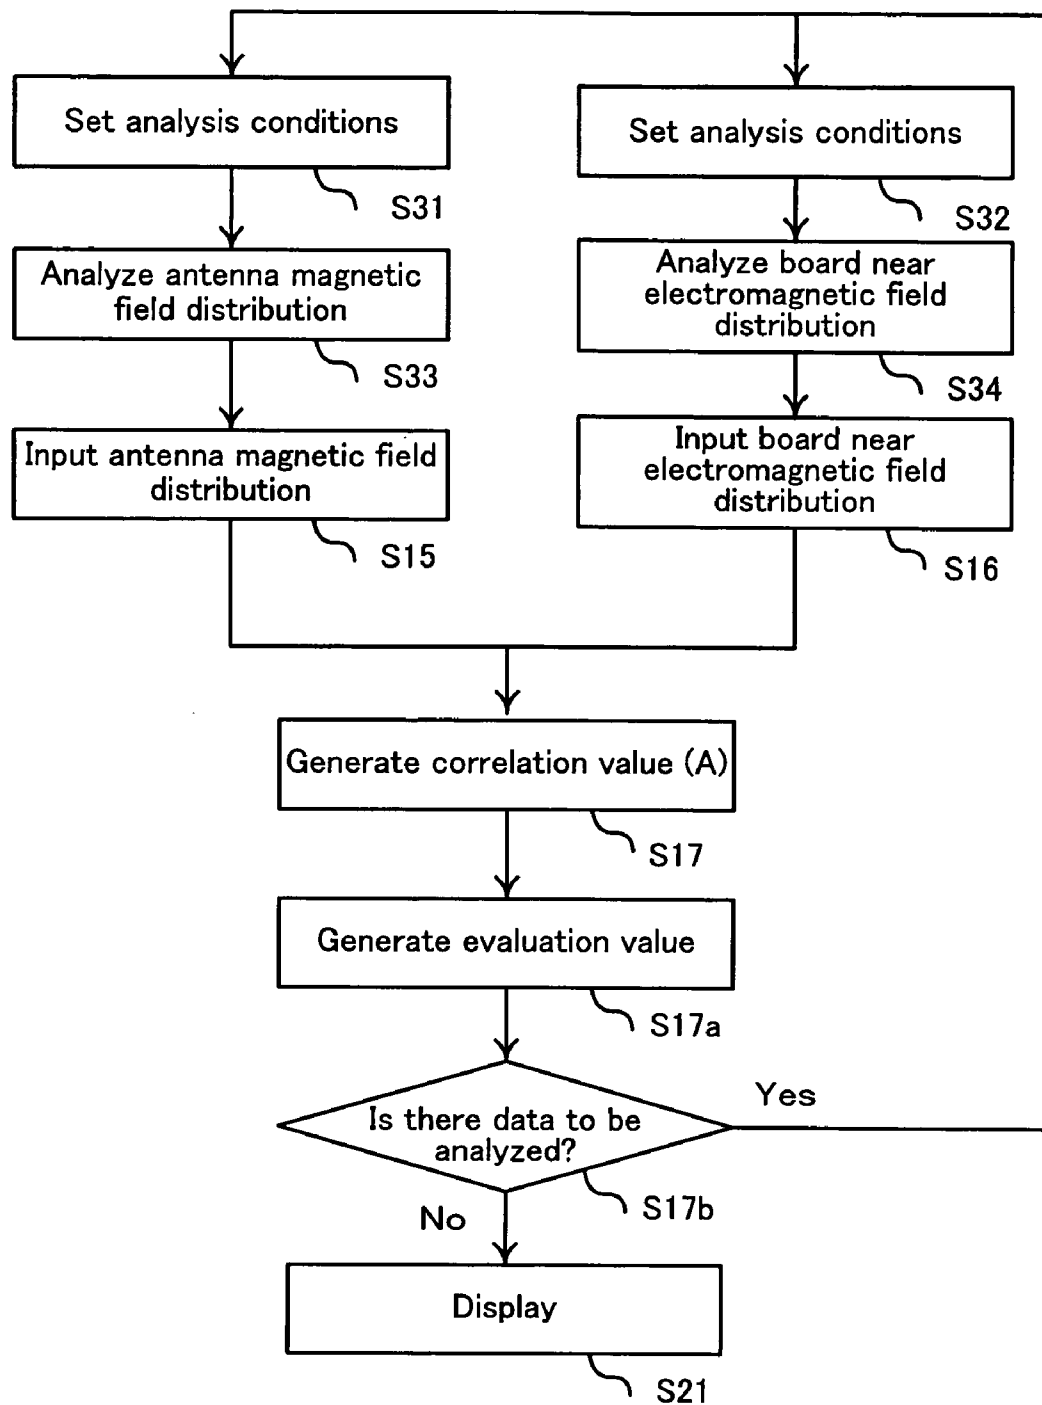 Set analysis conditions
S31
Set analysis conditions
S32
Analyze antenna magnetic
field distribution
S33
Analyze board near
electromagnetic field
distribution
S34
Input antenna magnetic field
distribution
S15
Input board near
electromagnetic field
distribution
S16
Generate correlation value (A)
S17
Generate evaluation value
S17a
Is there data to be
analyzed?
S17b
Yes
No
Display
S21